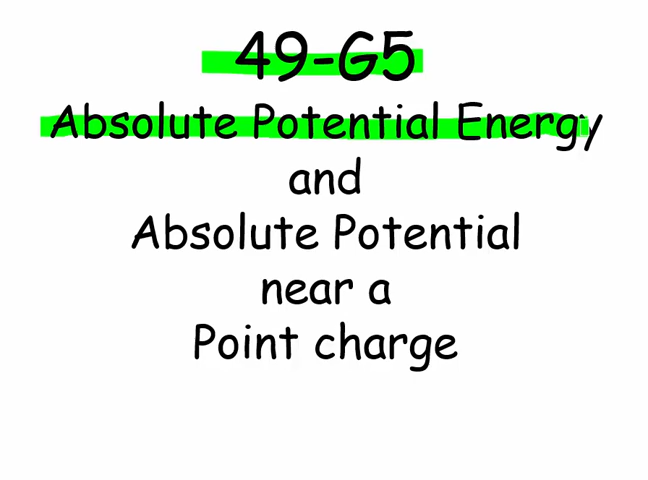 49-G5
Absolute Potential Energy
and
Absolute Potential
near a
Point charge